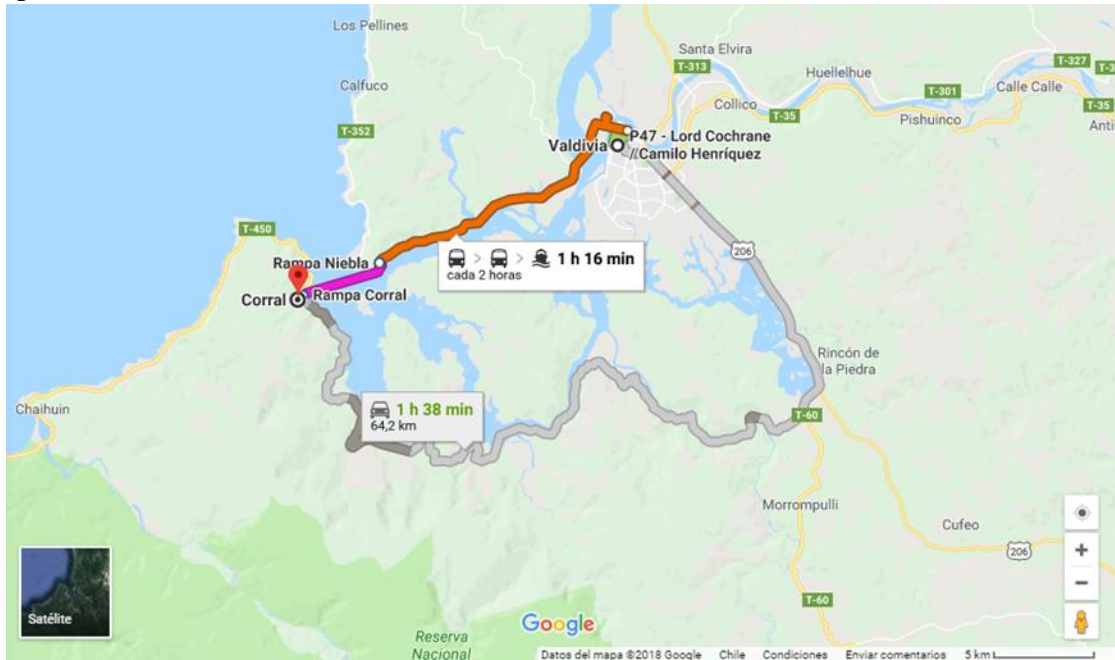 Los Pellines
Santa Elvira
T-313
T-327
Huellelhue
Calfuco
T-301
Calle Calle
Collico
T-35
Pishuinco
T-35
T-352
P47 - Lord Cochrane
Valdivia
//Camilo Henríquez
T-450
206
Rampa Niebla
> > 1 h 16 min
cada 2 horas
Corral
Rampa Corral
Rincón de
la Piedra
1 h 38 min
64,2 km
Chaihuin
T-60
Morrompulli
Cufeo
206
T-60
Satélite
Google
Reserva
Nacional
Datos del mapa ©2018 Google Chile Condiciones Enviar comentarios 5 km